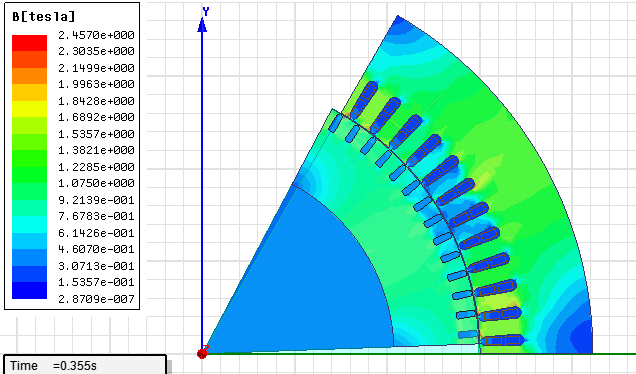 B[tesla]
2.4570e+000
2.3035e+000
2.1499e+000
1.9963e+000
1.8428e+000
1.6892e+000
1.5357e+000
1.3821e+000
1.2285e+000
1.0750e+000
9.2139e-001
7.6783e-001
6.1426e-001
4.6070e-001
3.0713e-001
1.5357e-001
2.8709e-007
Y
Time =0.355s